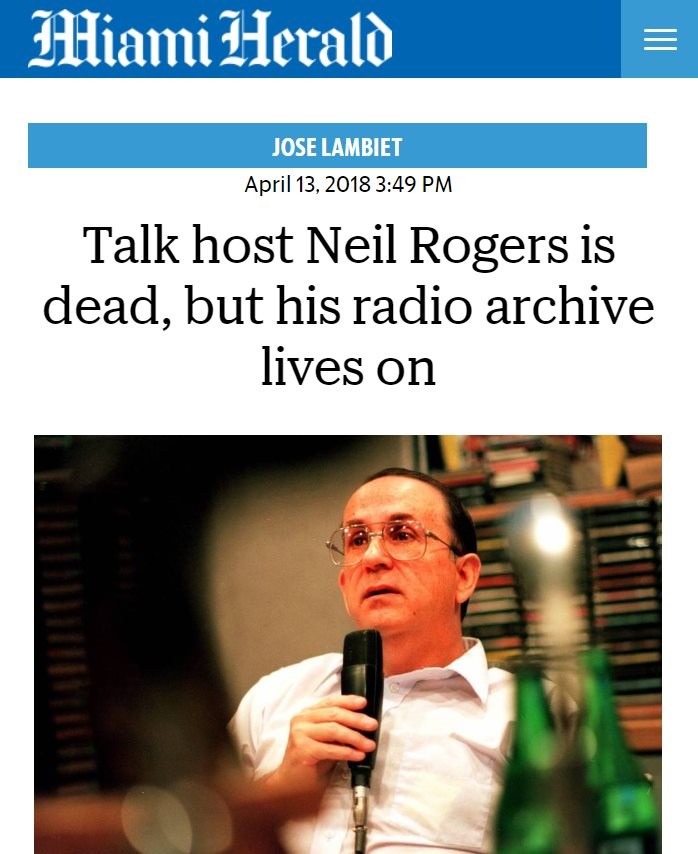 Miami Herald
JOSE LAMBIET
April 13, 2018 3:49 PM
Talk host Neil Rogers is
dead, but his radio archive
lives on